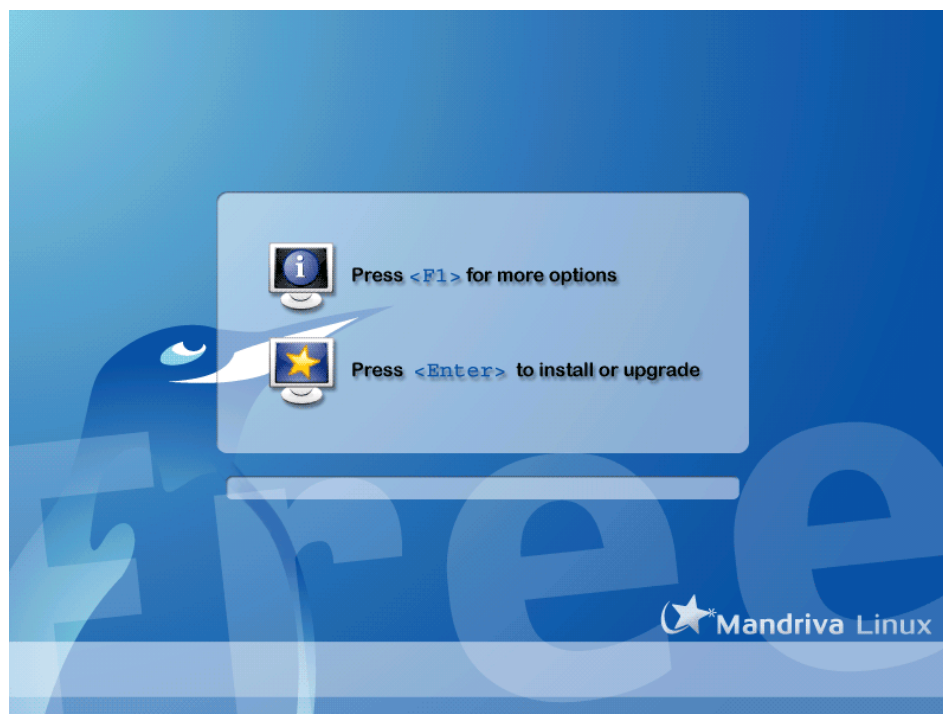 Press <F1> for more options
Press <Enter> to install or upgrade
Free
Mandriva Linux